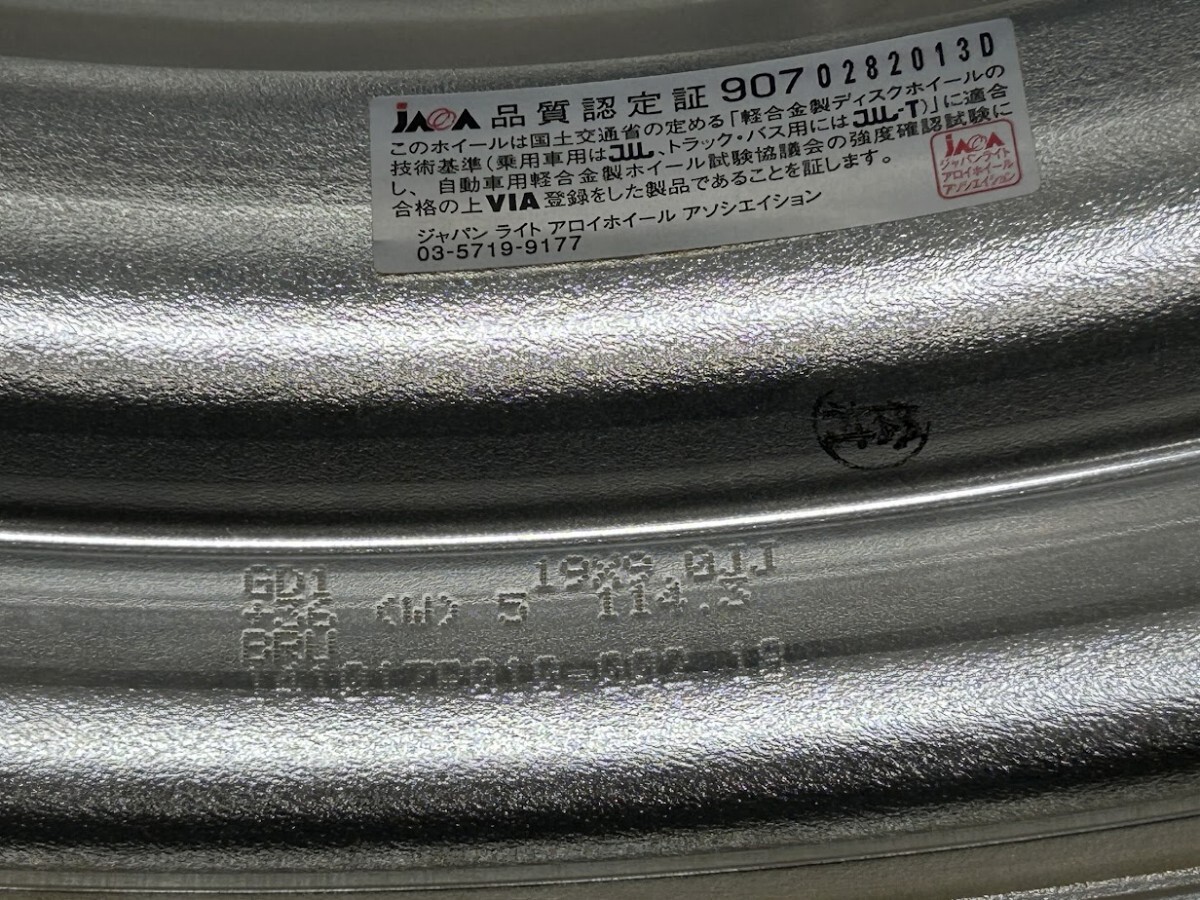 JAWA 品質認定証 907 0282013D
このホイールは国土交通省の定める「軽合金製ディスクホイールの
技術基準(乗用車用はJWL、トラック・バス用にはJWL-T)」に適合
し、自動車用軽合金製ホイール試験協議会の強度確認試験に
合格の上VIA登録をした製品であることを証します。
ジャパン ライト アロイホイール アソシエイション
03-5719-9177
JAWA
ジャパンライト
アロイホイール
アソシエイション
GD1 19X9.0JJ
+36 (W) 5 114.3